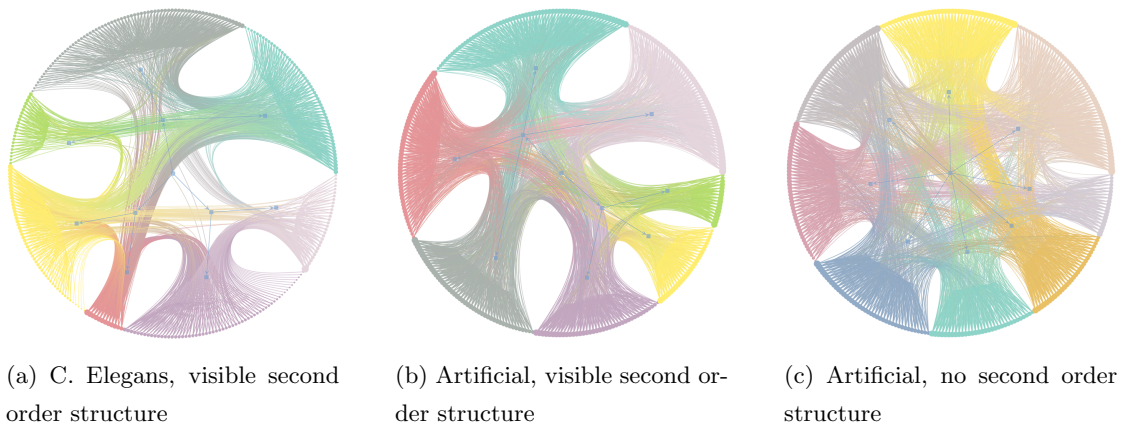 (a) C. Elegans, visible second
order structure
(b) Artificial, visible second or-
der structure
(c) Artificial, no second order
structure